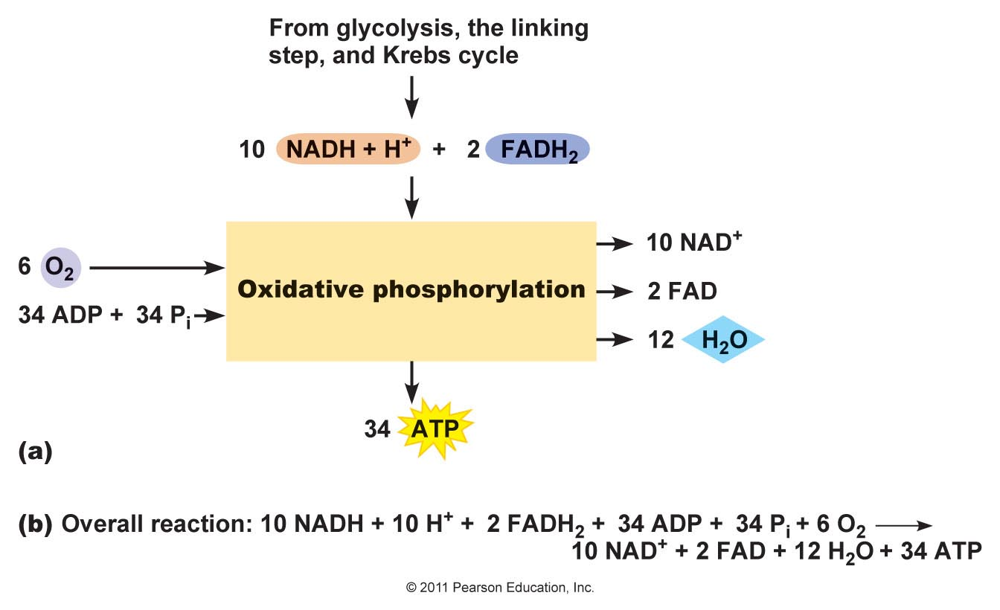 From glycolysis, the linking
step, and Krebs cycle
10 NADH + H⁺ + 2 FADH₂
6 O₂
34 ADP + 34 Pᵢ
Oxidative phosphorylation
10 NAD⁺
2 FAD
12 H₂O
34 ATP
(a)
(b) Overall reaction: 10 NADH + 10 H⁺ + 2 FADH₂ + 34 ADP + 34 Pᵢ + 6 O₂ ⟶
10 NAD⁺ + 2 FAD + 12 H₂O + 34 ATP
© 2011 Pearson Education, Inc.